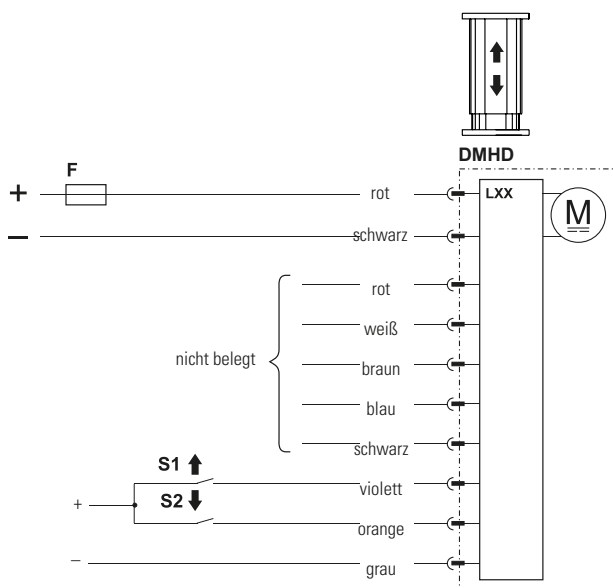 DMHD
F
+ rot LXX M
– schwarz
rot
weiß
nicht belegt braun
blau
schwarz
S1 violett
S2
+
orange
– grau